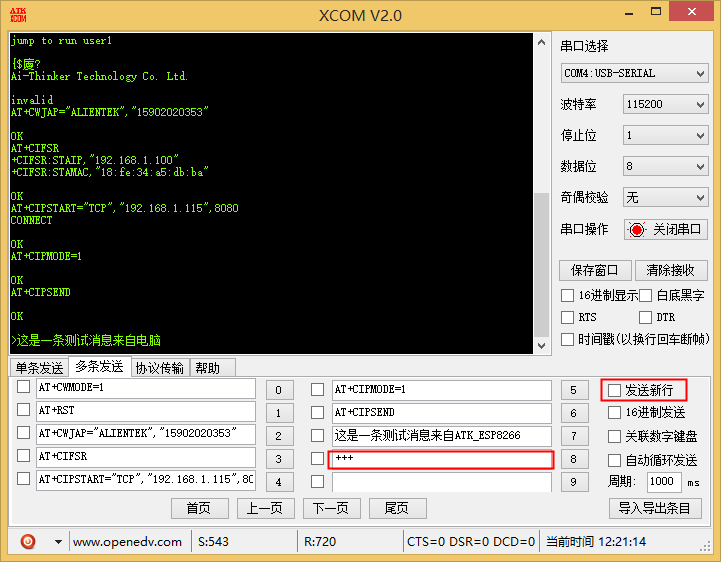 ATK
XCOM
XCOM V2.0
jump to run user1
{$廈?
Ai-Thinker Technology Co. Ltd.
invalid
AT+CWJAP="ALIENTEK","15902020353"
OK
AT+CIFSR
+CIFSR:STAIP,"192.168.1.100"
+CIFSR:STAMAC,"18:fe:34:a5:db:ba"
OK
AT+CIPSTART="TCP","192.168.1.115",8080
CONNECT
OK
AT+CIPMODE=1
OK
AT+CIPSEND
OK
>这是一条测试消息来自电脑
串口选择
COM4:USB-SERIAL
波特率 115200
停止位 1
数据位 8
奇偶校验 无
串口操作 关闭串口
保存窗口 清除接收
16进制显示 白底黑字
RTS DTR
时间戳(以换行回车断帧)
单条发送 多条发送 协议传输 帮助
AT+CWMODE=1 0 AT+CIPMODE=1 5 发送新行
AT+RST 1 AT+CIPSEND 6 16进制发送
AT+CWJAP="ALIENTEK","15902020353" 2 这是一条测试消息来自ATK_ESP8266 7 关联数字键盘
AT+CIFSR 3 +++ 8 自动循环发送
AT+CIPSTART="TCP","192.168.1.115",80 4 9 周期: 1000 ms
首页 上一页 下一页 尾页 导入导出条目
www.openedv.com S:543 R:720 CTS=0 DSR=0 DCD=0 当前时间 12:21:14